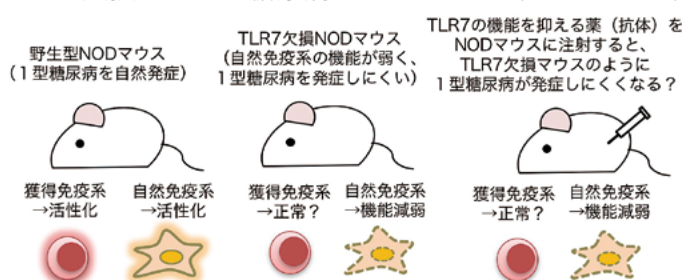 野生型NODマウス
(1型糖尿病を自然発症)
獲得免疫系
→活性化
自然免疫系
→活性化
TLR7欠損NODマウス
(自然免疫系の機能が弱く、
1型糖尿病を発症しにくい)
獲得免疫系
→正常?
自然免疫系
→機能減弱
TLR7の機能を抑える薬(抗体)を
NODマウスに注射すると、
TLR7欠損マウスのように
1型糖尿病が発症しにくくなる?
獲得免疫系
→正常?
自然免疫系
→機能減弱